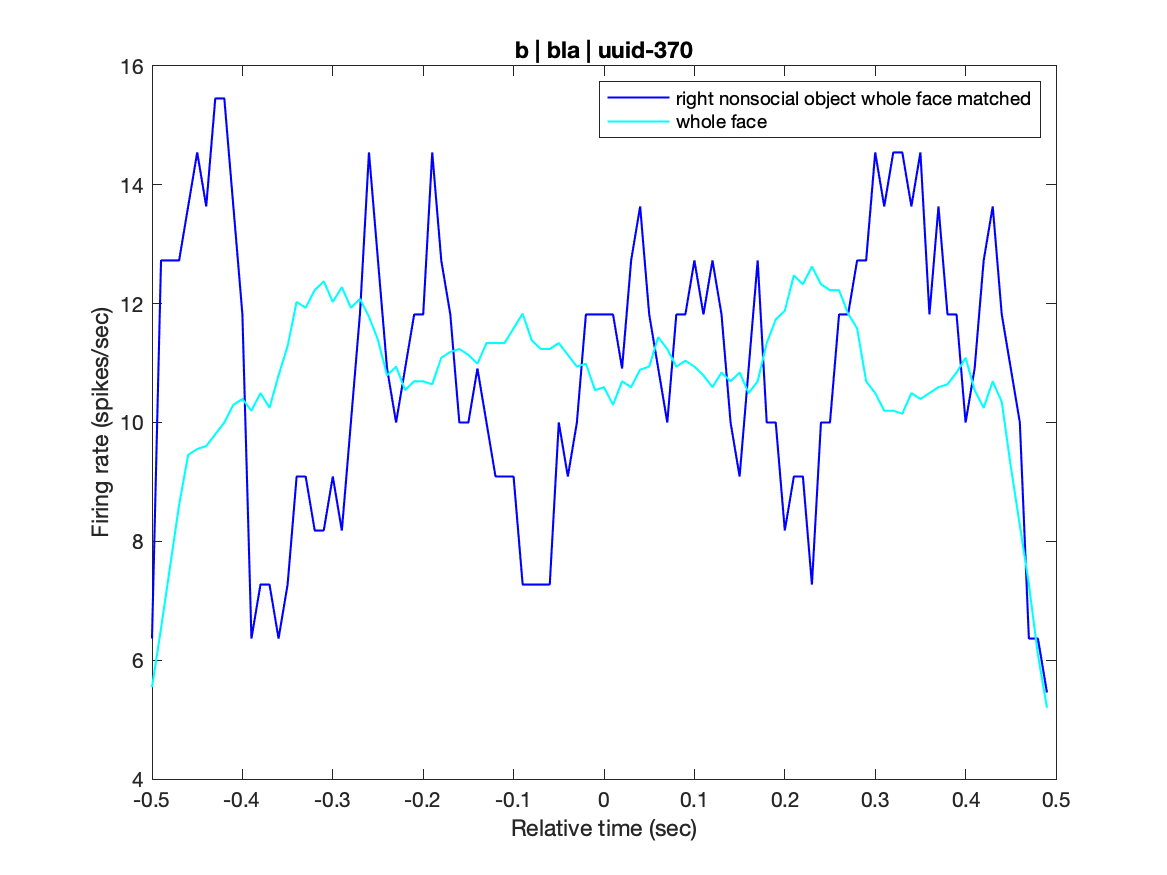 b | bla | uuid-370
16
14
12
10
8
6
4
Firing rate (spikes/sec)
right nonsocial object whole face matched
whole face
-0.5 -0.4 -0.3 -0.2 -0.1 0 0.1 0.2 0.3 0.4 0.5
Relative time (sec)